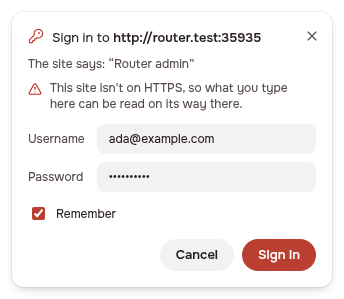 Sign in to http://router.test:35935
The site says: “Router admin”
This site isn’t on HTTPS, so what you type
here can be read on its way there.
Username
ada@example.com
Password
••••••••••
Remember
Cancel
Sign In